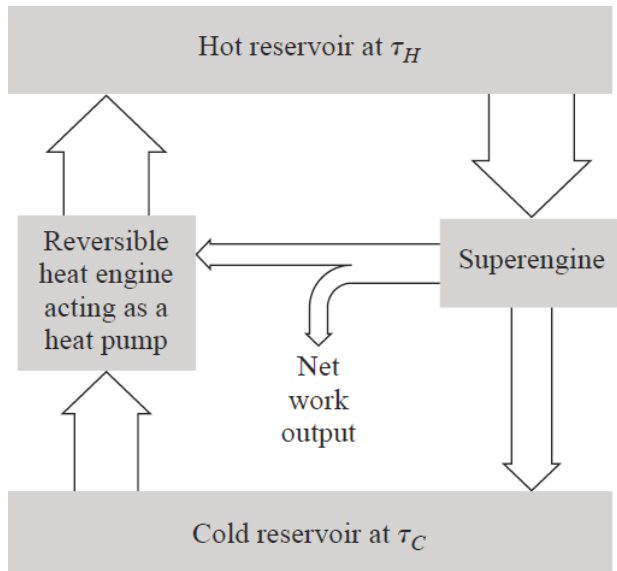 Hot reservoir at τ_H
Reversible
heat engine
acting as a
heat pump
Superengine
Net
work
output
Cold reservoir at τ_C